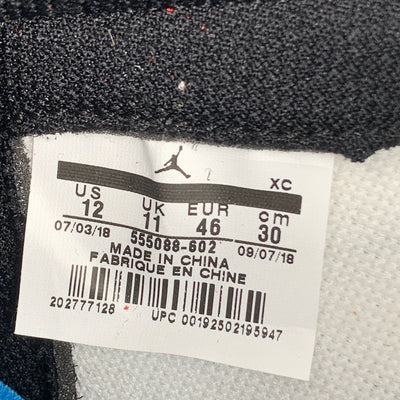 XC
US UK EUR cm
12 11 46 30
07/03/18 555088-602 09/07/18
MADE IN CHINA
FABRIQUE EN CHINE
202777128 UPC 00192502195947